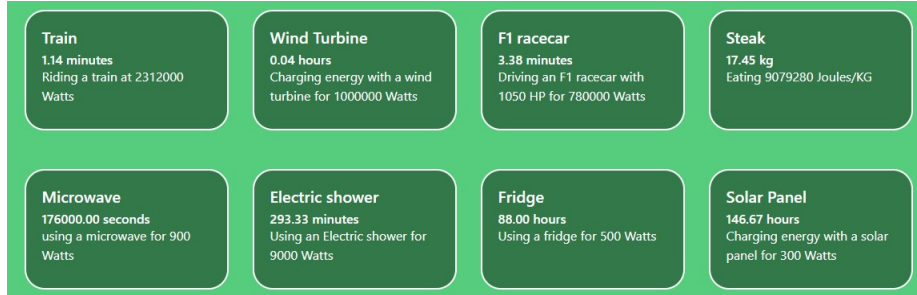 Train
1.14 minutes
Riding a train at 2312000
Watts
Wind Turbine
0.04 hours
Charging energy with a wind
turbine for 1000000 Watts
F1 racecar
3.38 minutes
Driving an F1 racecar with
1050 HP for 780000 Watts
Steak
17.45 kg
Eating 9079280 Joules/KG
Microwave
176000.00 seconds
using a microwave for 900
Watts
Electric shower
293.33 minutes
Using an Electric shower for
9000 Watts
Fridge
88.00 hours
Using a fridge for 500 Watts
Solar Panel
146.67 hours
Charging energy with a solar
panel for 300 Watts